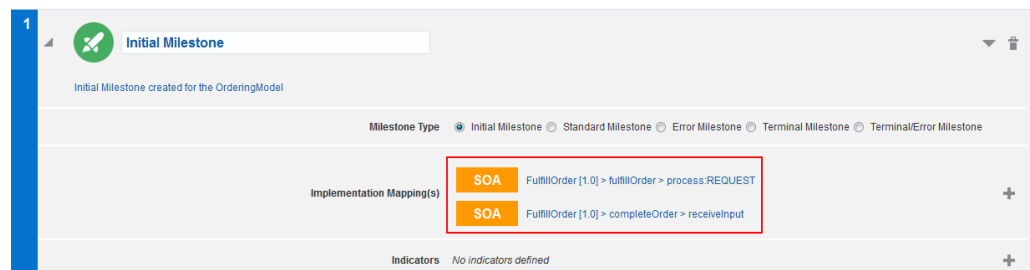 1
Initial Milestone
Initial Milestone created for the OrderingModel
Milestone Type Initial Milestone Standard Milestone Error Milestone Terminal Milestone Terminal/Error Milestone
SOA FulfillOrder [1.0] > fulfillOrder > process:REQUEST
Implementation Mapping(s)
SOA FulfillOrder [1.0] > completeOrder > receiveInput
Indicators No indicators defined